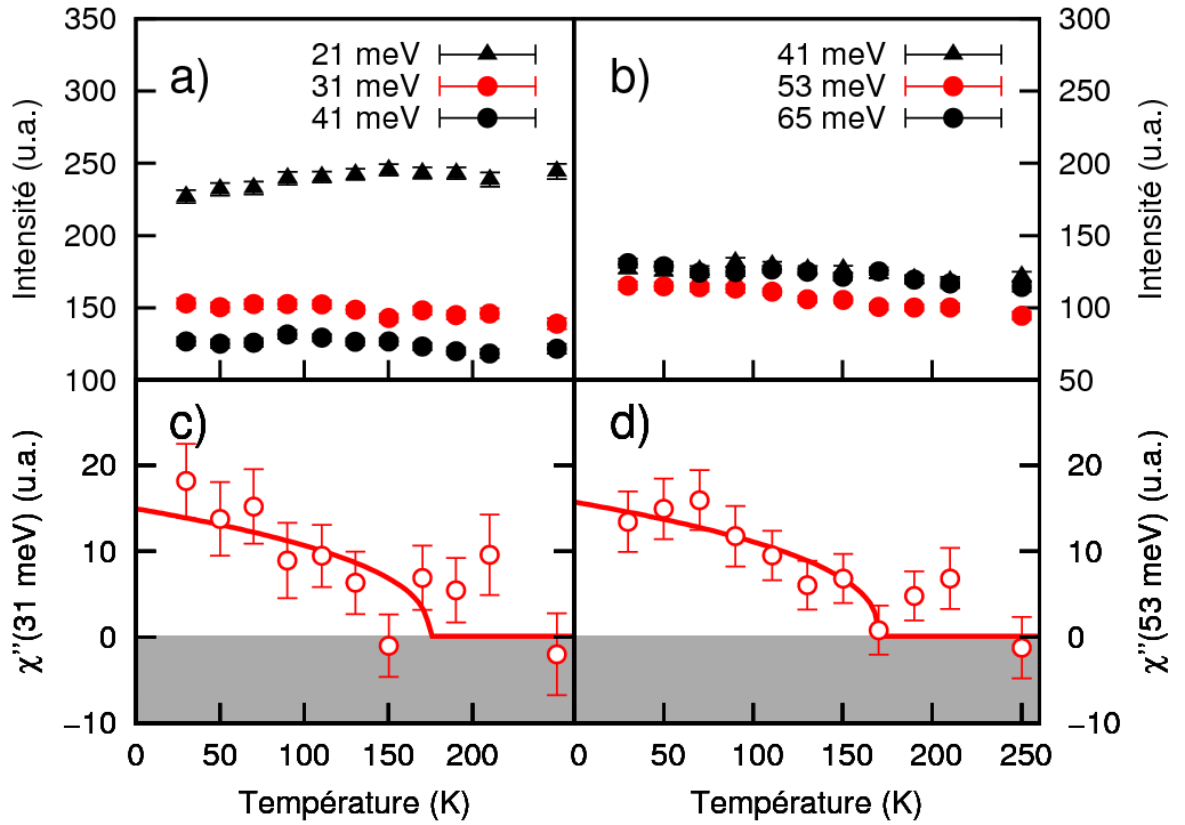 350
300
250
200
150
100
Intensité (u.a.)
a)
21 meV
31 meV
41 meV
b)
41 meV
53 meV
65 meV
300
250
200
150
100
50
Intensité (u.a.)
c)
20
10
0
−10
χ’’(31 meV) (u.a.)
d)
20
10
0
−10
χ’’(53 meV) (u.a.)
0 50 100 150 200
0 50 100 150 200 250
Température (K)
Température (K)